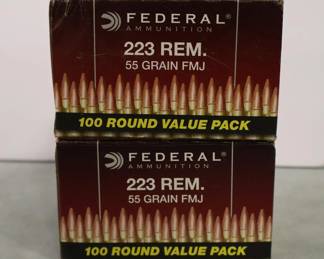 FEDERAL
AMMUNITION
223 REM.
55 GRAIN FMJ
100 ROUND VALUE PACK
FEDERAL
AMMUNITION
223 REM.
55 GRAIN FMJ
100 ROUND VALUE PACK